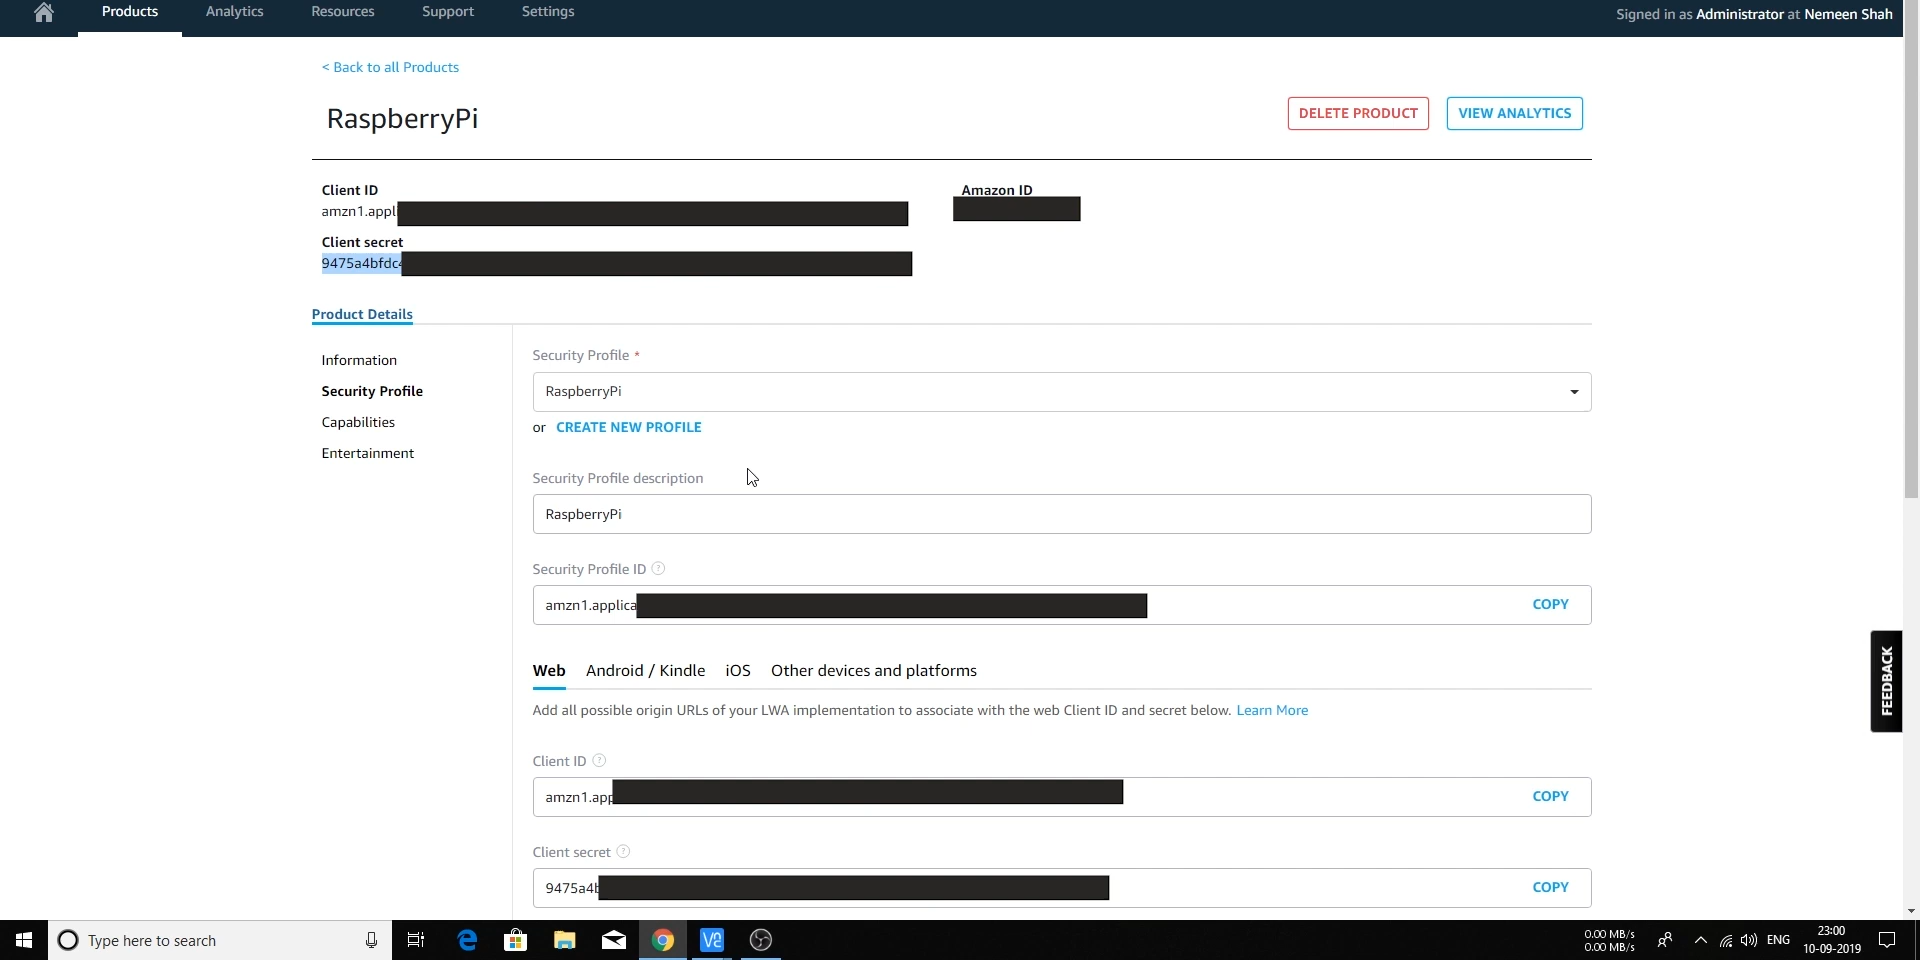 Products Analytics Resources Support Settings Signed in as Administrator at Nemeen Shah
< Back to all Products
RaspberryPi DELETE PRODUCT VIEW ANALYTICS
Client ID Amazon ID
amzn1.appl
Client secret
9475a4bfdc4
Product Details
Information
Security Profile
Capabilities
Entertainment
Security Profile *
RaspberryPi
or CREATE NEW PROFILE
Security Profile description
RaspberryPi
Security Profile ID ?
amzn1.applica COPY
Web Android / Kindle iOS Other devices and platforms
Add all possible origin URLs of your LWA implementation to associate with the web Client ID and secret below. Learn More
Client ID ?
amzn1.app COPY
Client secret ?
9475a4b COPY
FEEDBACK
Type here to search
V2
0.00 MB/s
0.00 MB/s
ENG
23:00
10-09-2019